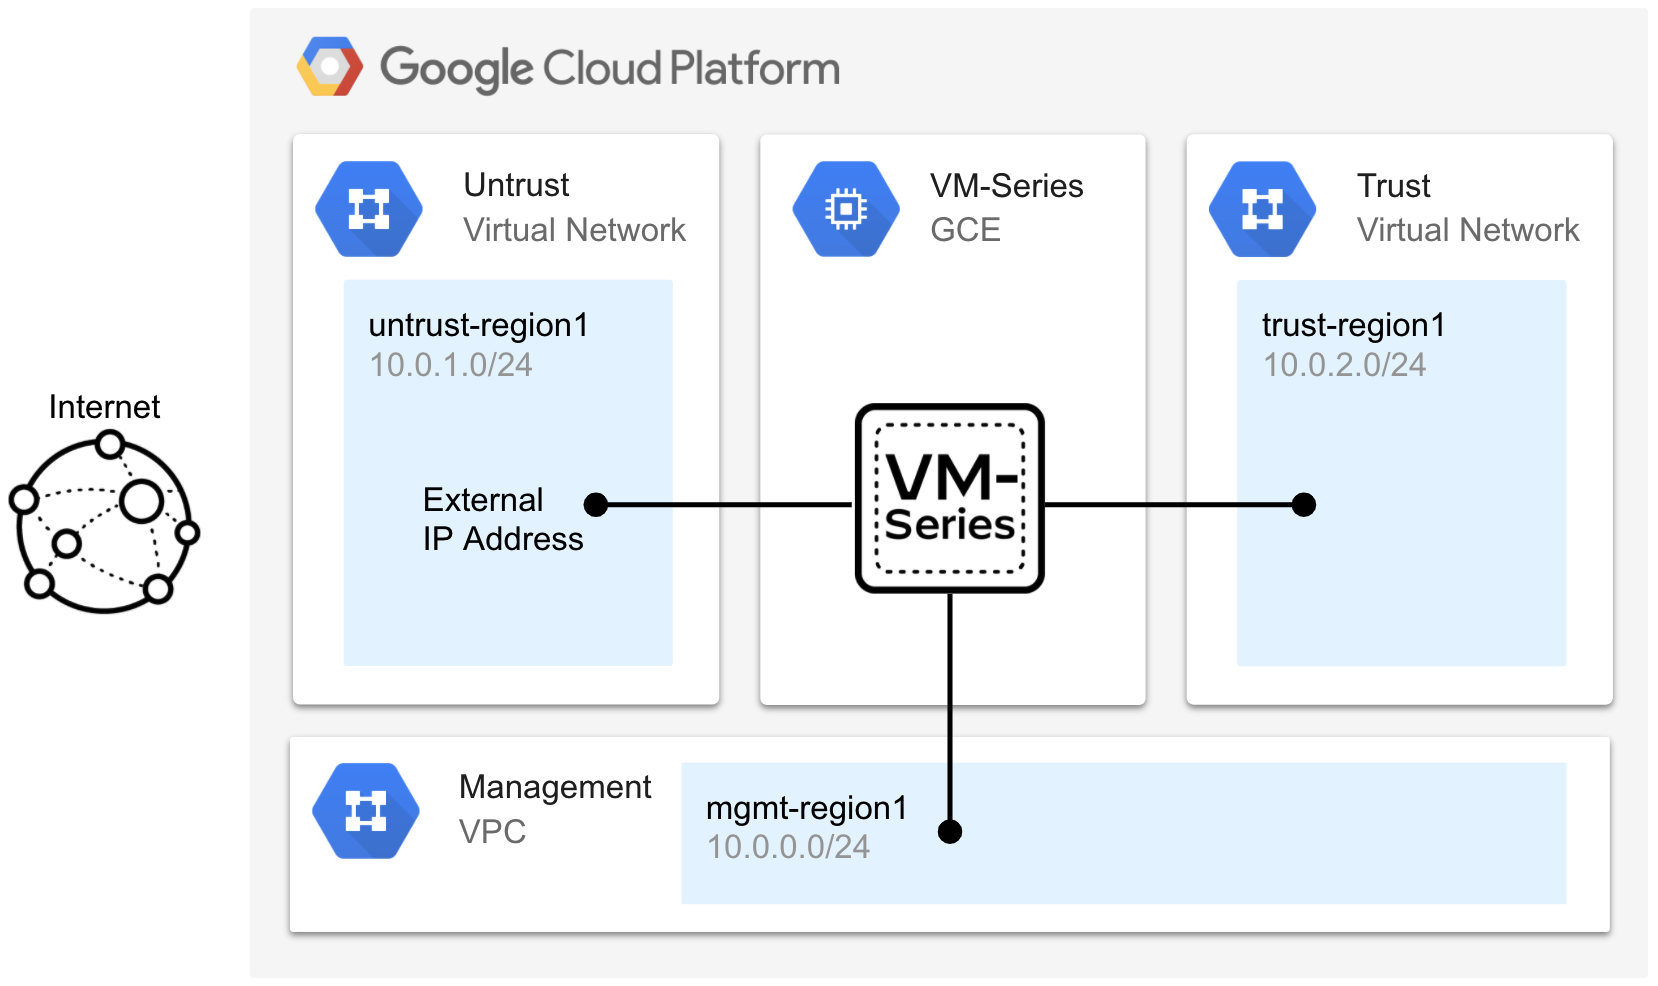 Google Cloud Platform
Untrust
Virtual Network
untrust-region1
10.0.1.0/24
External
IP Address
VM-Series
GCE
VM-
Series
Trust
Virtual Network
trust-region1
10.0.2.0/24
Internet
Management
VPC
mgmt-region1
10.0.0.0/24